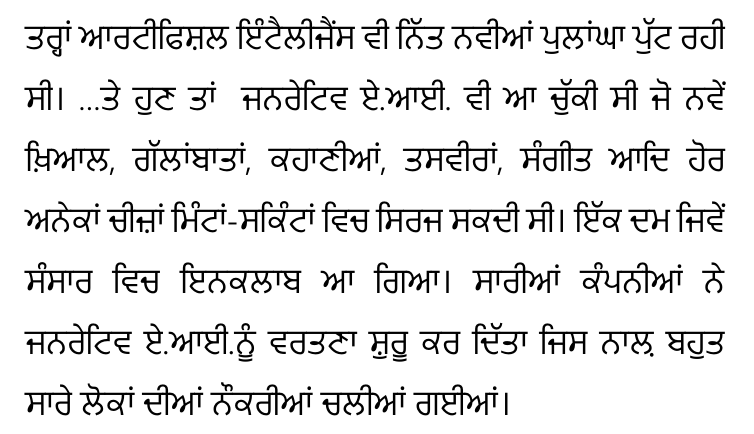 ਤਰ੍ਹਾਂ ਆਰਟੀਫਿਸ਼ਲ ਇੰਟੈਲੀਜੈਂਸ ਵੀ ਨਿੱਤ ਨਵੀਆਂ ਪੁਲਾਂਘਾ ਪੁੱਟ ਰਹੀ
ਸੀ। ...ਤੇ ਹੁਣ ਤਾਂ ਜਨਰੇਟਿਵ ਏ.ਆਈ. ਵੀ ਆ ਚੁੱਕੀ ਸੀ ਜੋ ਨਵੇਂ
ਖ਼ਿਆਲ, ਗੱਲਾਂਬਾਤਾਂ, ਕਹਾਣੀਆਂ, ਤਸਵੀਰਾਂ, ਸੰਗੀਤ ਆਦਿ ਹੋਰ
ਅਨੇਕਾਂ ਚੀਜ਼ਾਂ ਮਿੰਟਾਂ-ਸਕਿੰਟਾਂ ਵਿਚ ਸਿਰਜ ਸਕਦੀ ਸੀ। ਇੱਕ ਦਮ ਜਿਵੇਂ
ਸੰਸਾਰ ਵਿਚ ਇਨਕਲਾਬ ਆ ਗਿਆ। ਸਾਰੀਆਂ ਕੰਪਨੀਆਂ ਨੇ
ਜਨਰੇਟਿਵ ਏ.ਆਈ.ਨੂੰ ਵਰਤਣਾ ਸ਼ੁਰੂ ਕਰ ਦਿੱਤਾ ਜਿਸ ਨਾਲ਼ ਬਹੁਤ
ਸਾਰੇ ਲੋਕਾਂ ਦੀਆਂ ਨੌਕਰੀਆਂ ਚਲੀਆਂ ਗਈਆਂ।